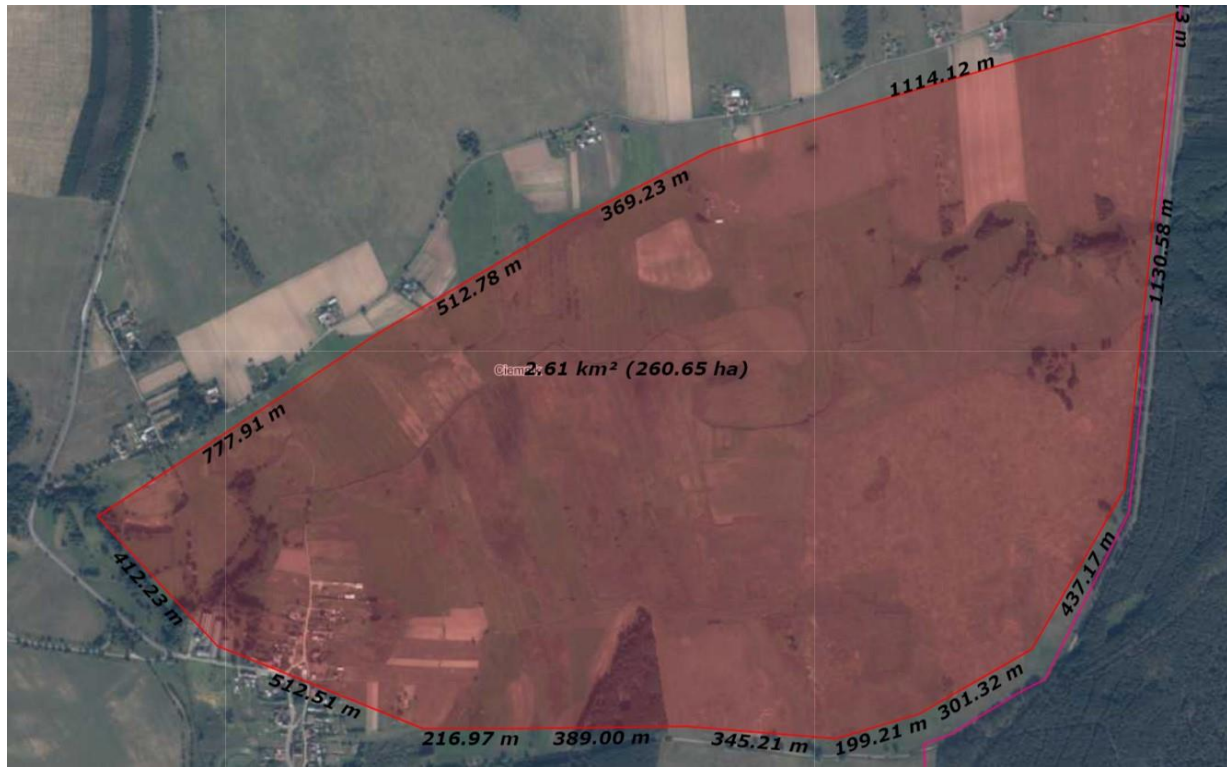 1114.12 m
369.23 m
512.78 m
1130.58 m
2.61 km² (260.65 ha)
777.91 m
412.23 m
437.17 m
512.51 m
301.32 m
216.97 m
389.00 m
345.21 m
199.21 m